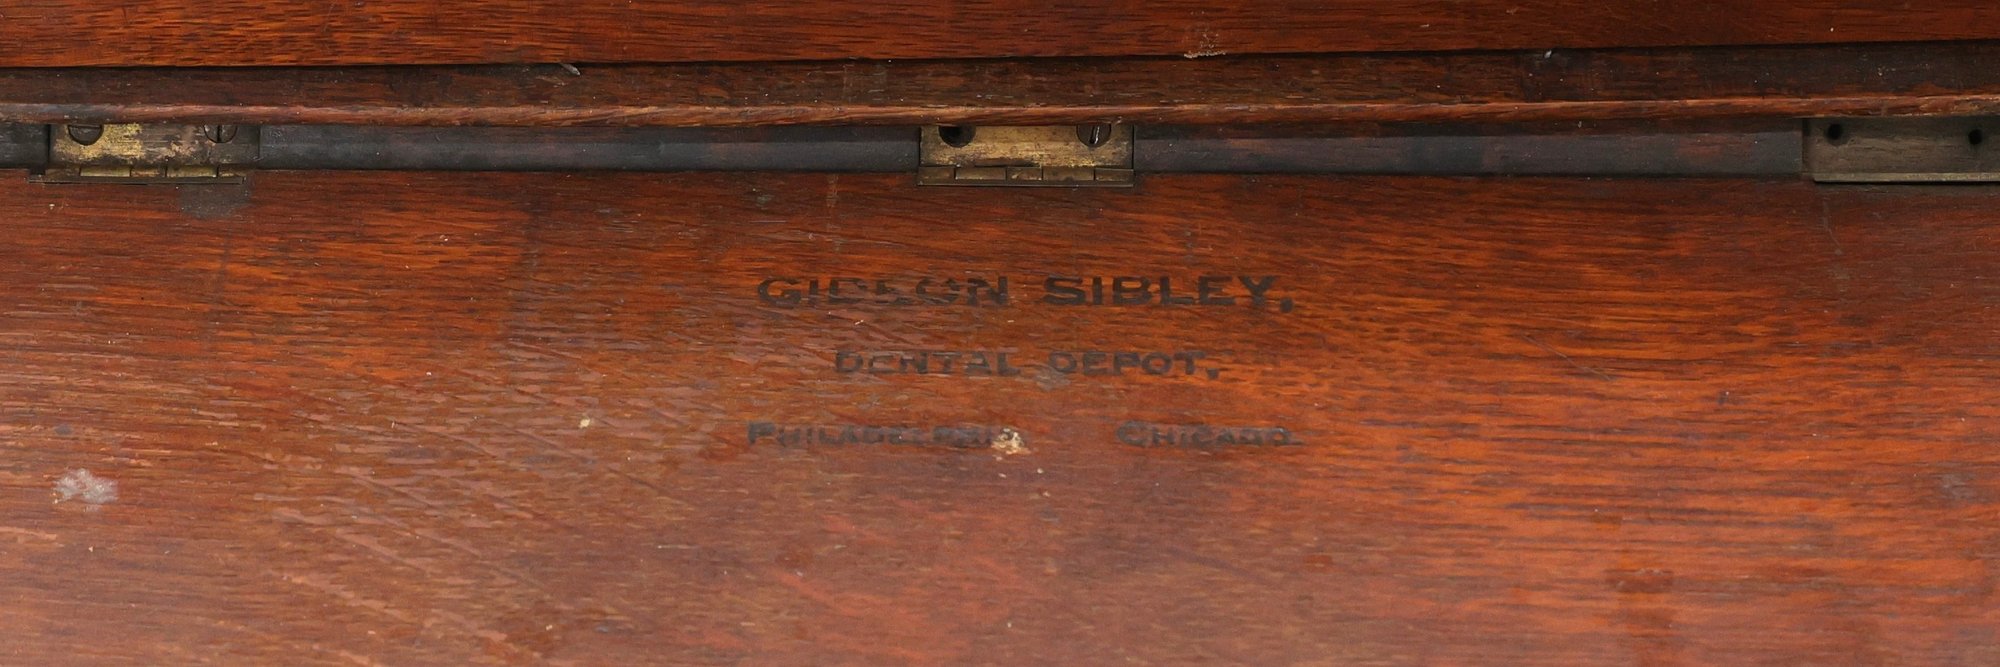 GIDEON SIBLEY,
DENTAL DEPOT,
PHILADELPHIA CHICAGO